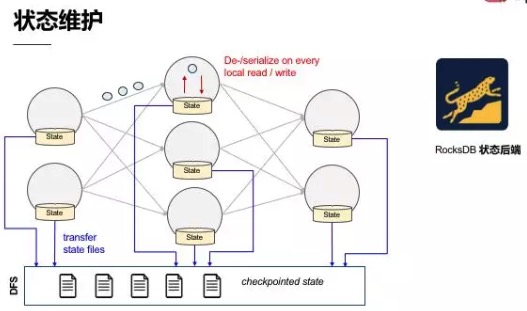 状态维护
De-/serialize on every
local read / write
State
State
State
State
State
State
State
RocksDB 状态后端
transfer
state files
DFS
checkpointed state